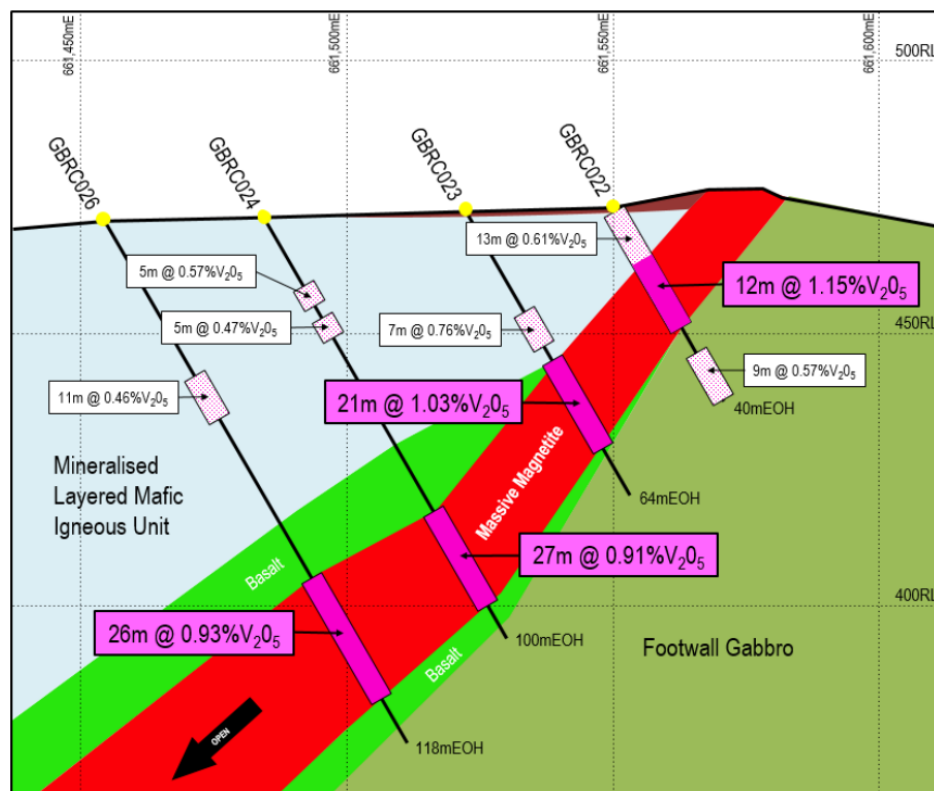 661,450mE
661,500mE
661,550mE
661,600mE
500RL
GBRC026
GBRC024
GBRC023
GBRC022
13m @ 0.61%V₂0₅
5m @ 0.57%V₂0₅
12m @ 1.15%V₂0₅
5m @ 0.47%V₂0₅
7m @ 0.76%V₂0₅
450RL
9m @ 0.57%V₂0₅
11m @ 0.46%V₂0₅
21m @ 1.03%V₂0₅
40mEOH
Mineralised
Layered Mafic
Igneous Unit
Massive Magnetite
64mEOH
27m @ 0.91%V₂0₅
Basalt
400RL
26m @ 0.93%V₂0₅
100mEOH
Footwall Gabbro
Basalt
OPEN
118mEOH